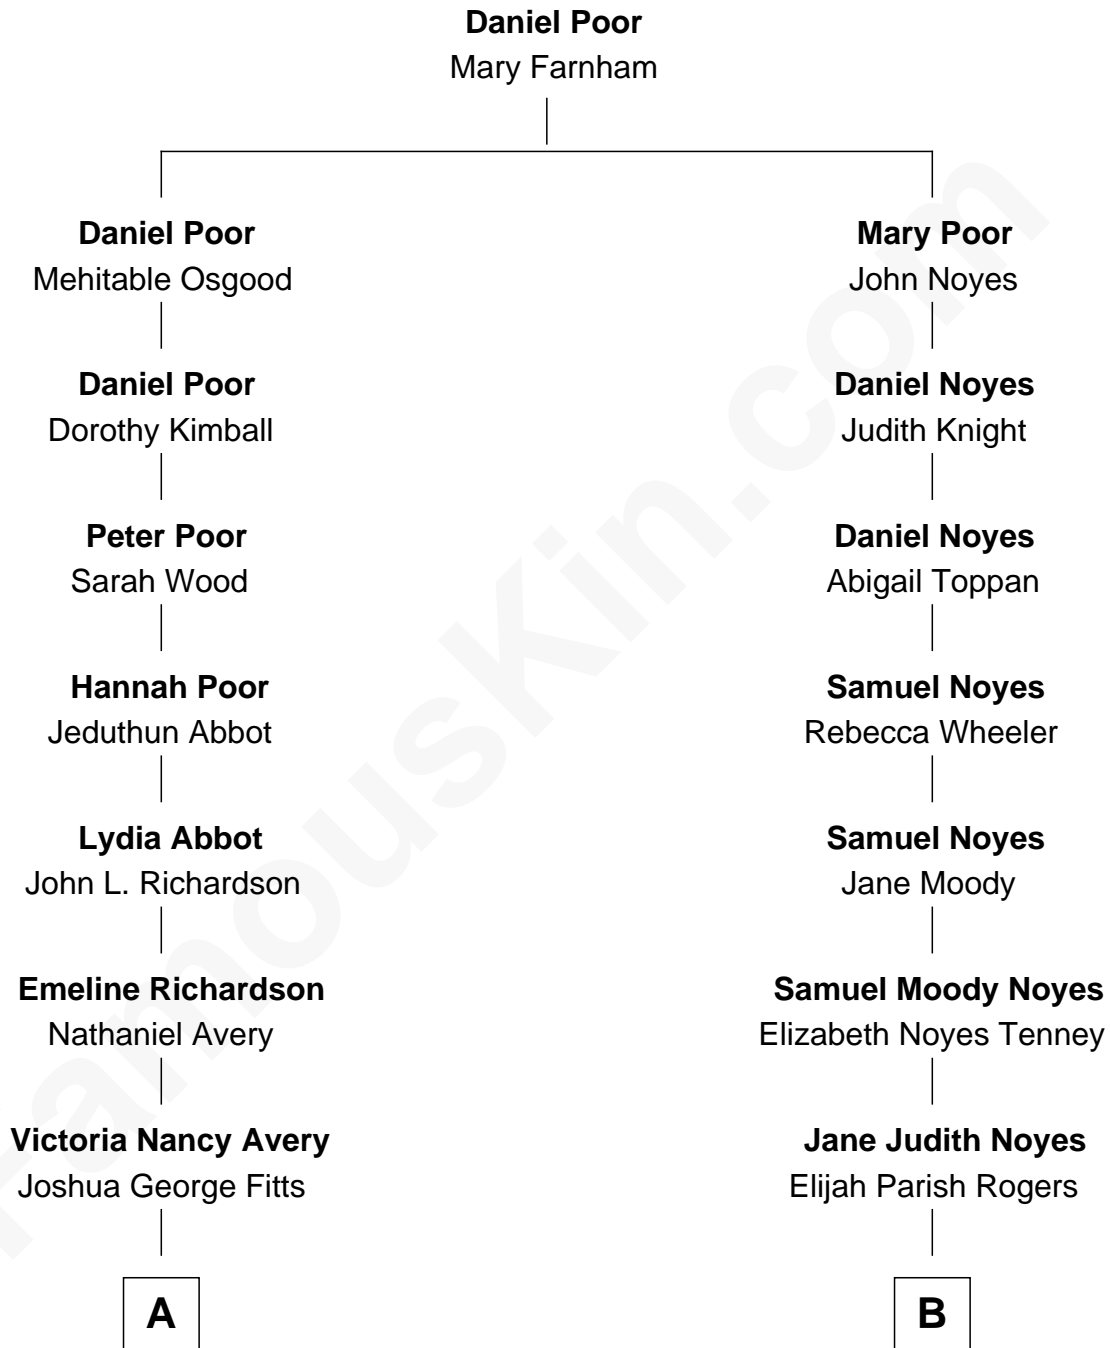 Daniel Poor
Mary Farnham
Daniel Poor
Mehitable Osgood
Mary Poor
John Noyes
Daniel Poor
Dorothy Kimball
Daniel Noyes
Judith Knight
Peter Poor
Sarah Wood
Daniel Noyes
Abigail Toppan
Hannah Poor
Jeduthun Abbot
Samuel Noyes
Rebecca Wheeler
Lydia Abbot
John L. Richardson
Samuel Noyes
Jane Moody
Emeline Richardson
Nathaniel Avery
Samuel Moody Noyes
Elizabeth Noyes Tenney
Victoria Nancy Avery
Joshua George Fitts
Jane Judith Noyes
Elijah Parish Rogers
A
B
FamousKin.com